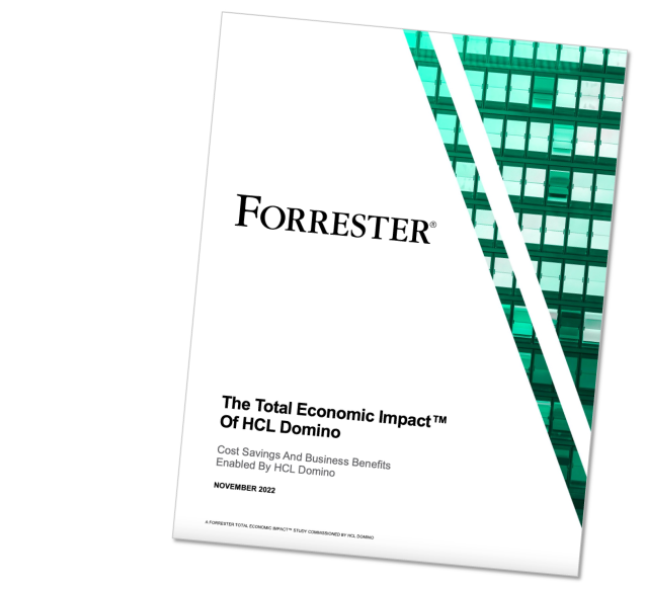 FORRESTER®
The Total Economic Impact™
Of HCL Domino
Cost Savings And Business Benefits
Enabled By HCL Domino
NOVEMBER 2022
A FORRESTER TOTAL ECONOMIC IMPACT™ STUDY COMMISSIONED BY HCL DOMINO